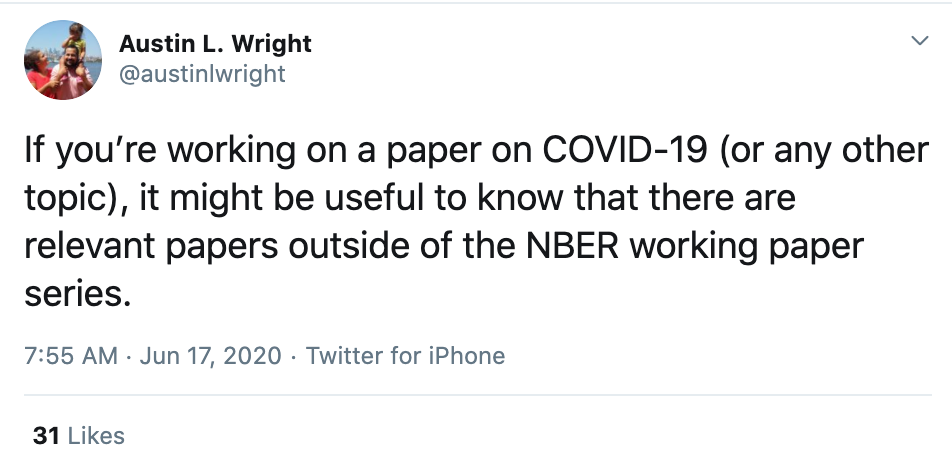 Austin L. Wright
@austinlwright
If you’re working on a paper on COVID-19 (or any other
topic), it might be useful to know that there are
relevant papers outside of the NBER working paper
series.
7:55 AM · Jun 17, 2020 · Twitter for iPhone
31 Likes